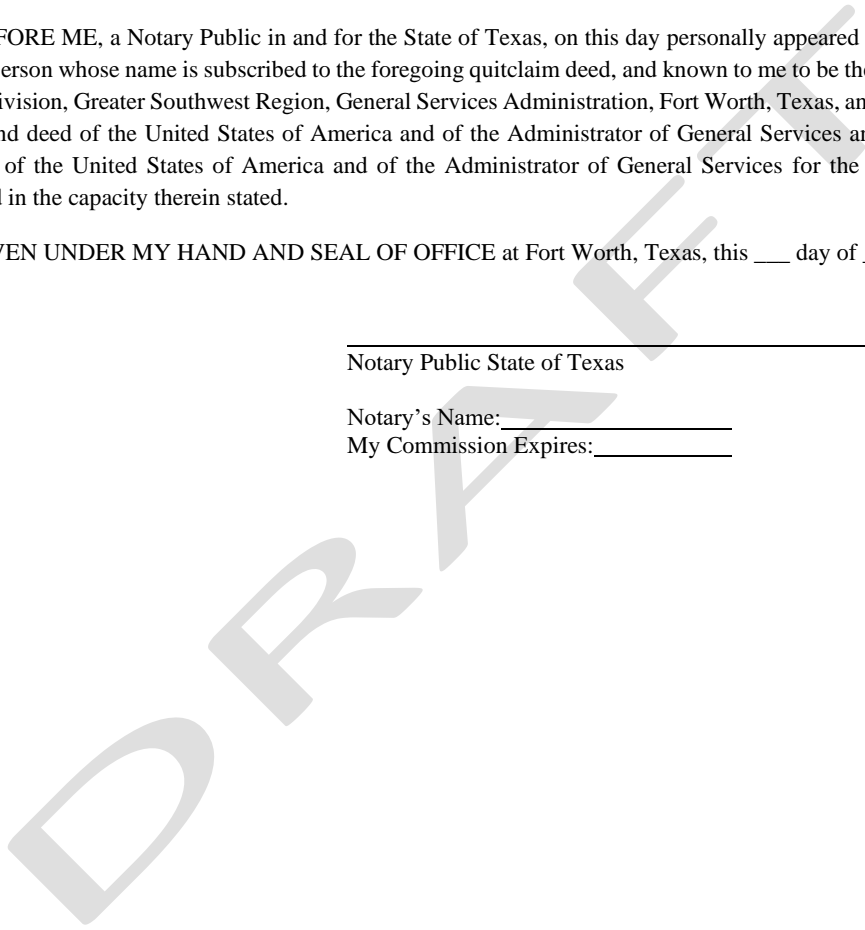 FORE ME, a Notary Public in and for the State of Texas, on this day personally appeared
erson whose name is subscribed to the foregoing quitclaim deed, and known to me to be the
ivision, Greater Southwest Region, General Services Administration, Fort Worth, Texas, an
nd deed of the United States of America and of the Administrator of General Services a
of the United States of America and of the Administrator of General Services for the
in the capacity therein stated.
VEN UNDER MY HAND AND SEAL OF OFFICE at Fort Worth, Texas, this ___ day of _
Notary Public State of Texas
Notary’s Name:
My Commission Expires:
DRAFT